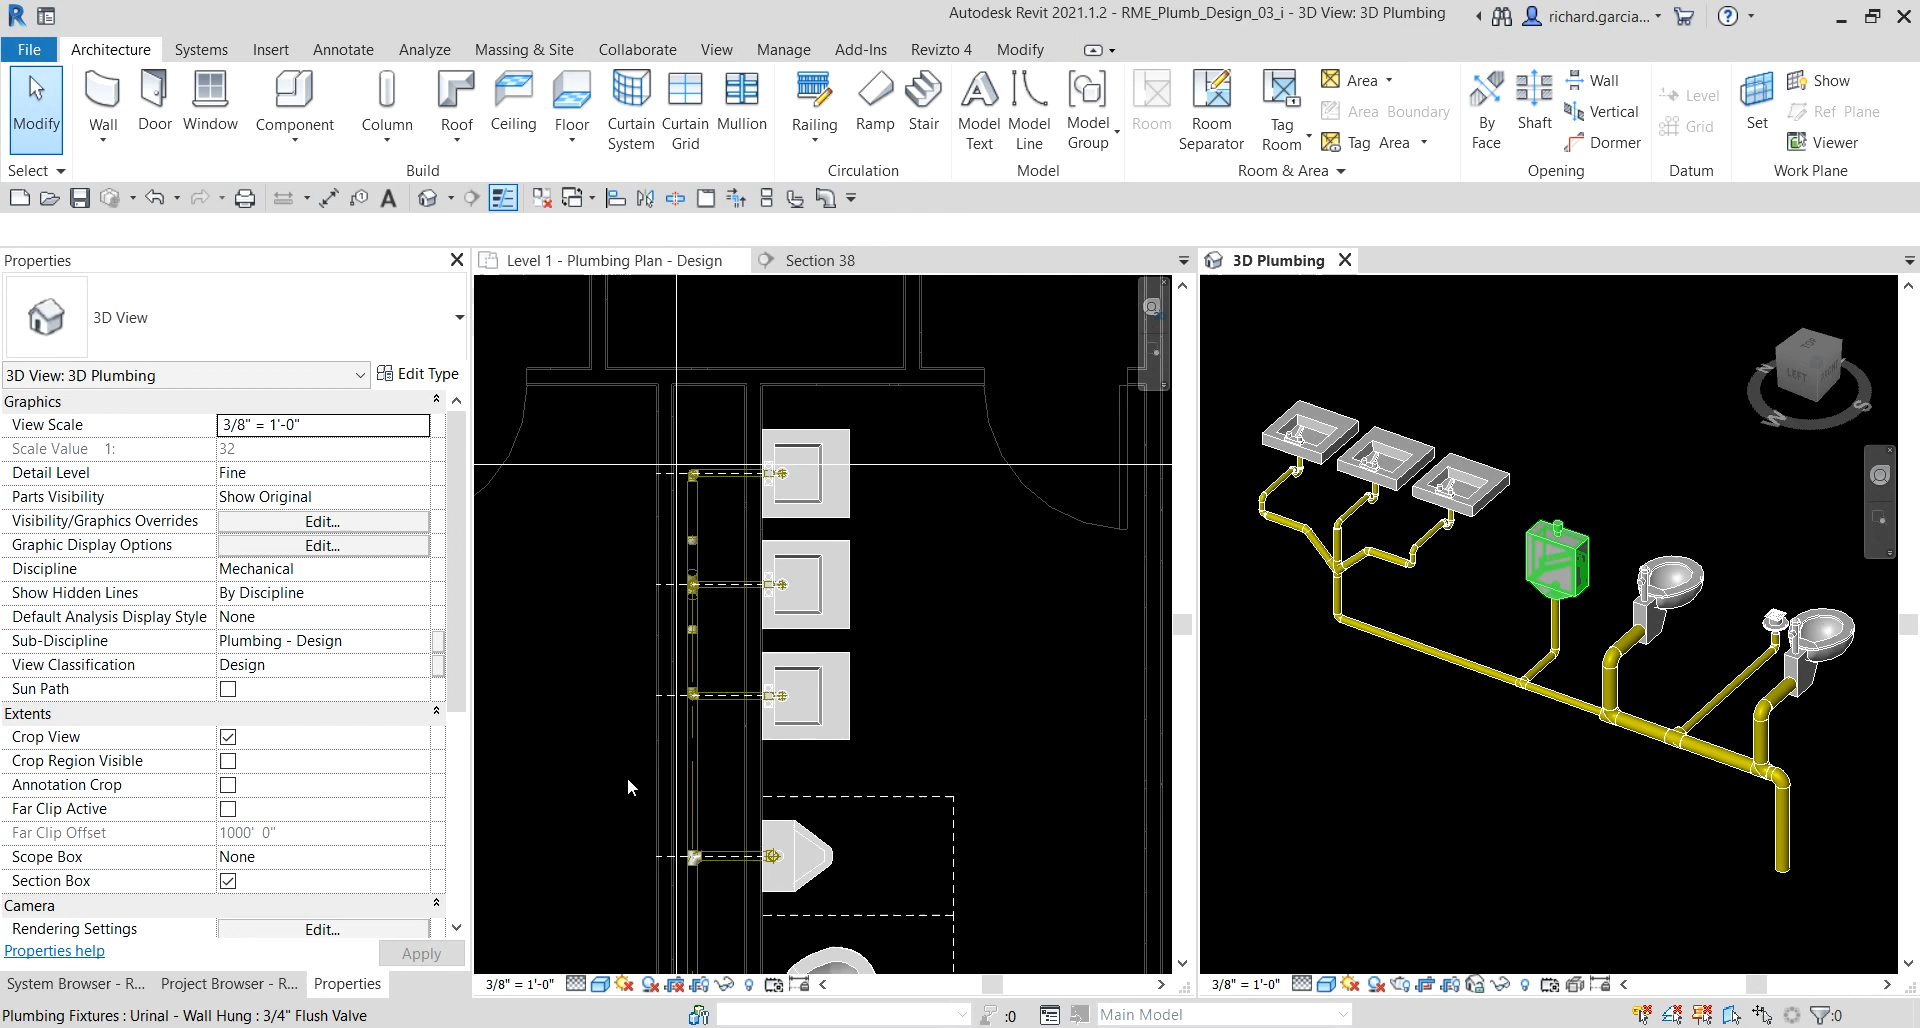 Autodesk Revit 2021.1.2 - RME_Plumb_Design_03_i - 3D View: 3D Plumbing
richard.garcia...
File Architecture Systems Insert Annotate Analyze Massing & Site Collaborate View Manage Add-Ins Revizto 4 Modify
Modify
Wall
Door
Window
Component
Column
Roof
Ceiling
Floor
Curtain System
Curtain Grid
Mullion
Railing
Ramp
Stair
Model Text
Model Line
Model Group
Room
Room Separator
Tag Room
Area
Area Boundary
Tag Area
By Face
Shaft
Wall
Vertical
Dormer
Level
Grid
Set
Show
Ref Plane
Viewer
Select Build Circulation Model Room & Area Opening Datum Work Plane
Properties
Level 1 - Plumbing Plan - Design
Section 38
3D Plumbing
3D View
3D View: 3D Plumbing
Edit Type
Graphics
View Scale 3/8" = 1'-0"
Scale Value 1: 32
Detail Level Fine
Parts Visibility Show Original
Visibility/Graphics Overrides Edit...
Graphic Display Options Edit...
Discipline Mechanical
Show Hidden Lines By Discipline
Default Analysis Display Style None
Sub-Discipline Plumbing - Design
View Classification Design
Sun Path
Extents
Crop View
Crop Region Visible
Annotation Crop
Far Clip Active
Far Clip Offset 1000' 0"
Scope Box None
Section Box
Camera
Rendering Settings Edit...
Properties help
Apply
System Browser - R... Project Browser - R... Properties
TOP
LEFT
FRONT
W
S
3/8" = 1'-0"
3/8" = 1'-0"
Plumbing Fixtures : Urinal - Wall Hung : 3/4" Flush Valve
:0
Main Model
:0